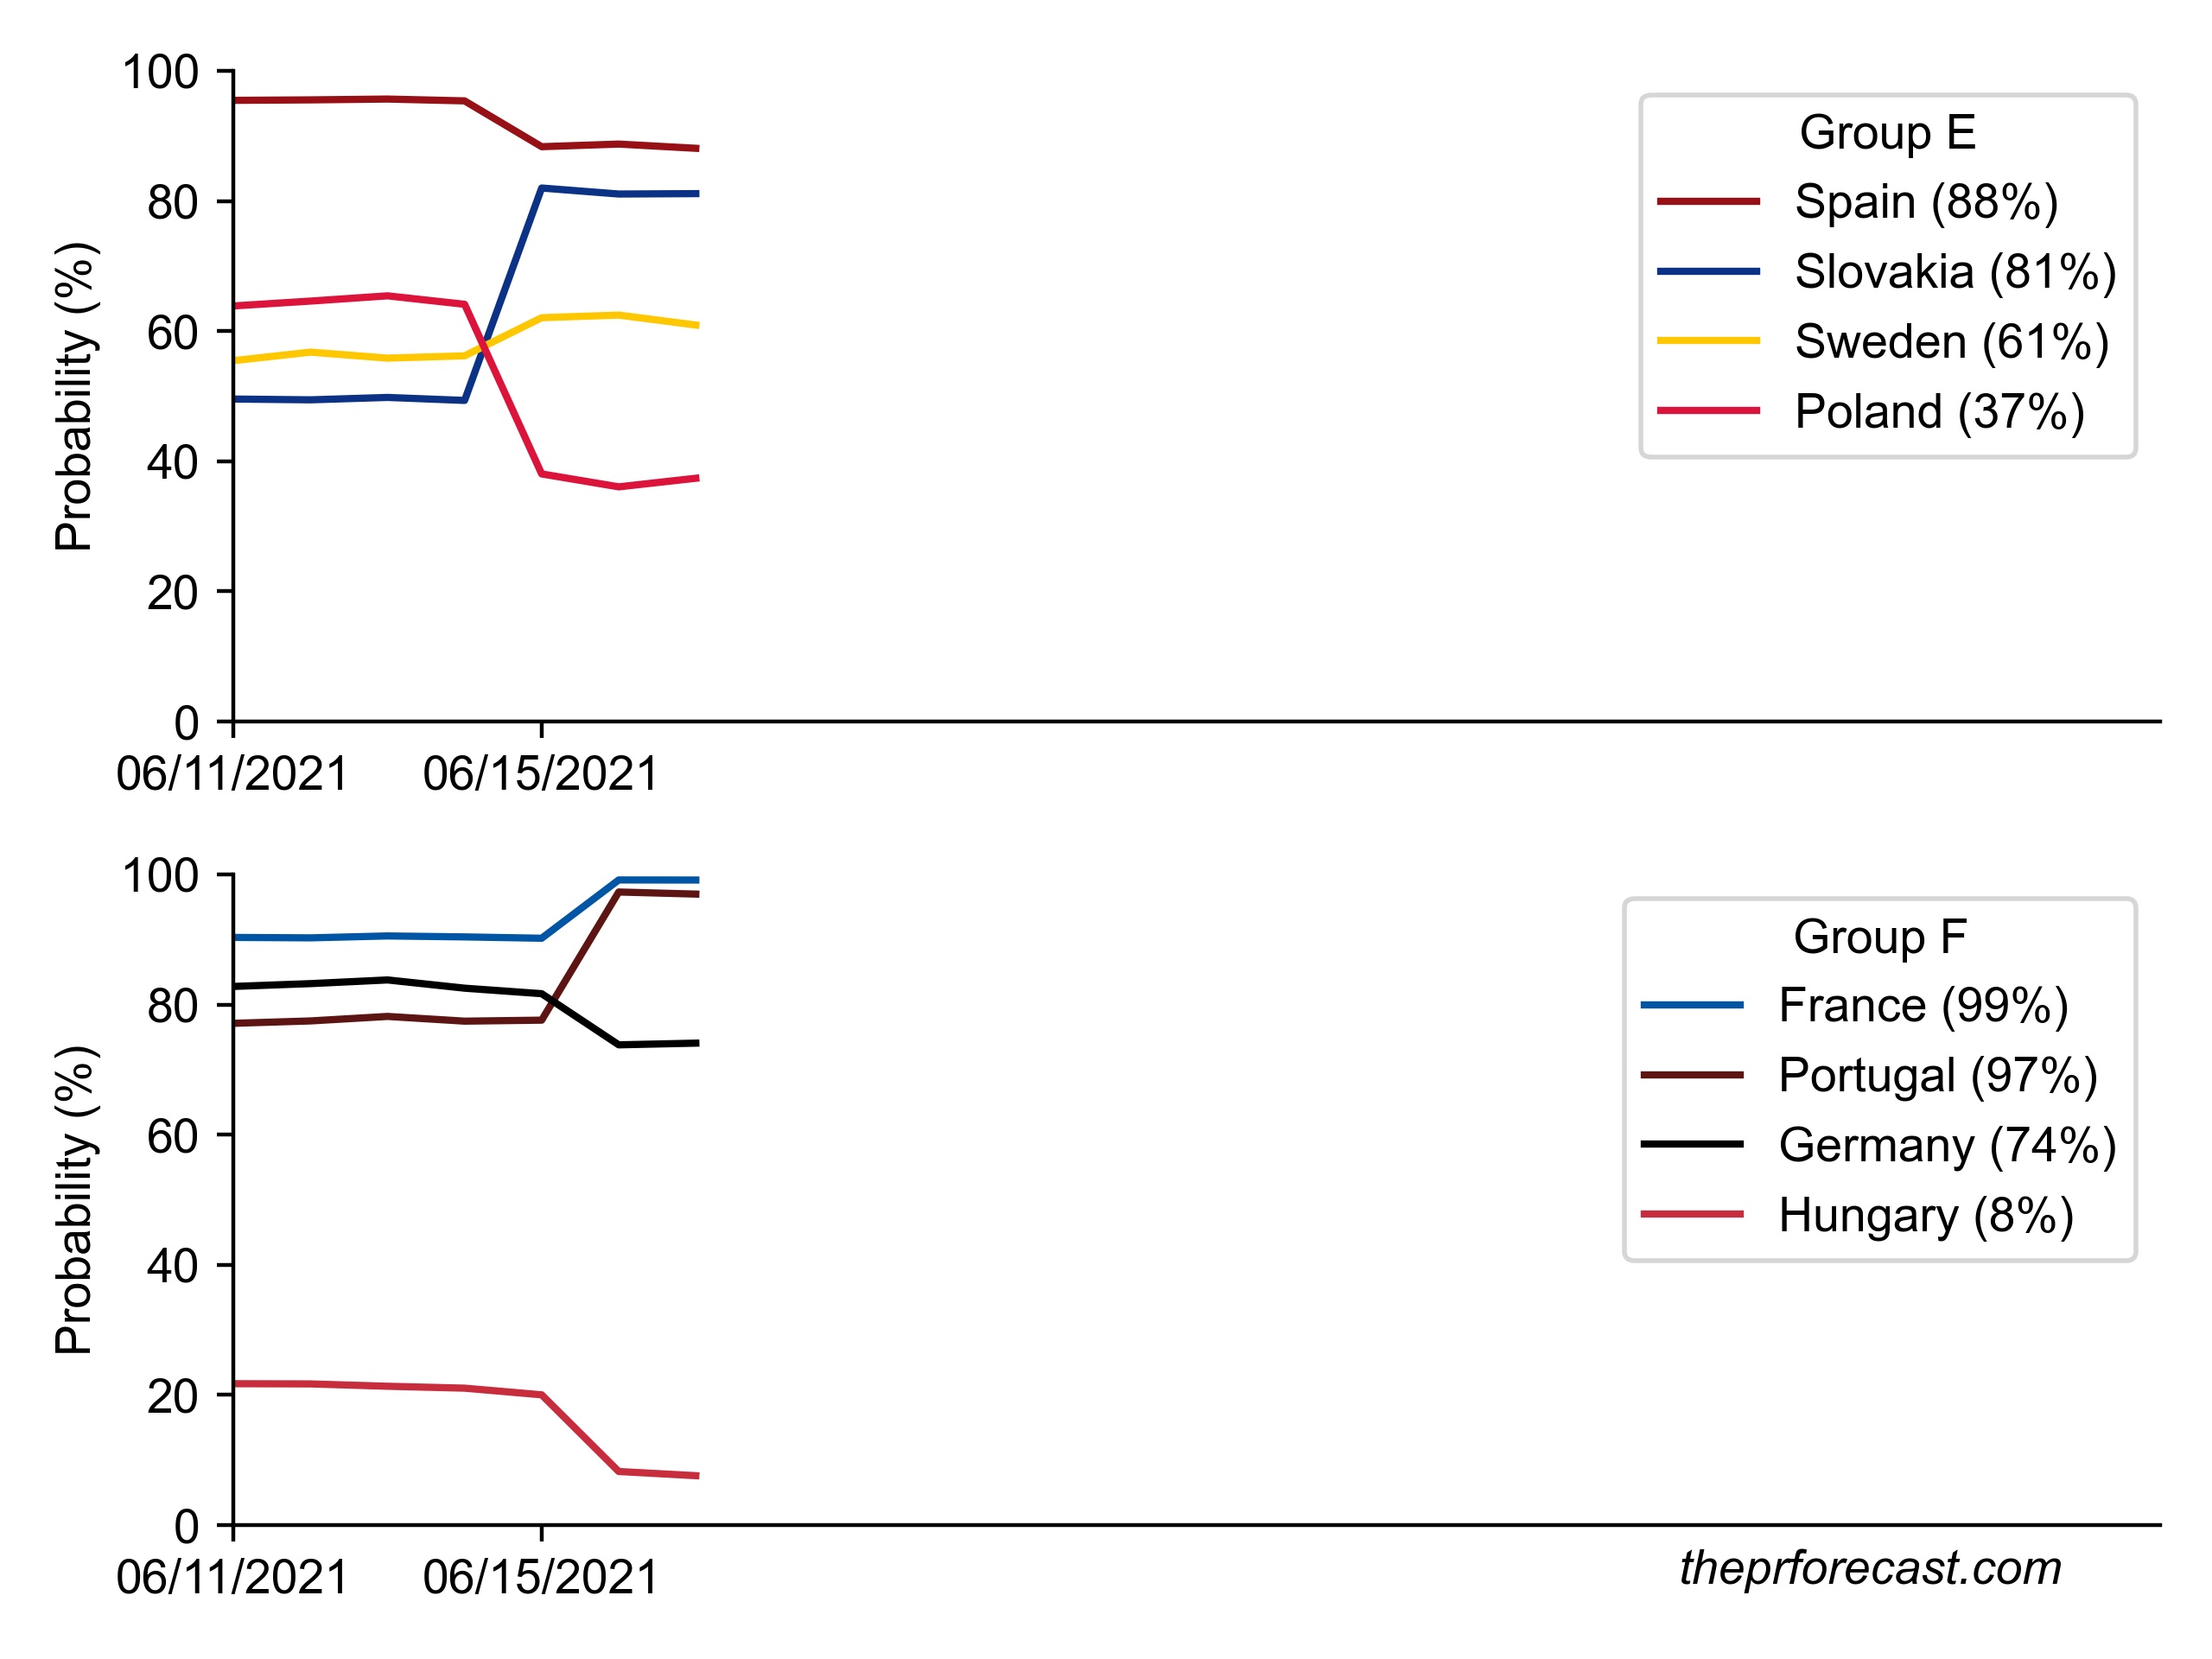 100
80
60
40
20
0
Probability (%)
06/11/2021 06/15/2021
Group E
Spain (88%)
Slovakia (81%)
Sweden (61%)
Poland (37%)
100
80
60
40
20
0
Probability (%)
06/11/2021 06/15/2021
Group F
France (99%)
Portugal (97%)
Germany (74%)
Hungary (8%)
theprforecast.com